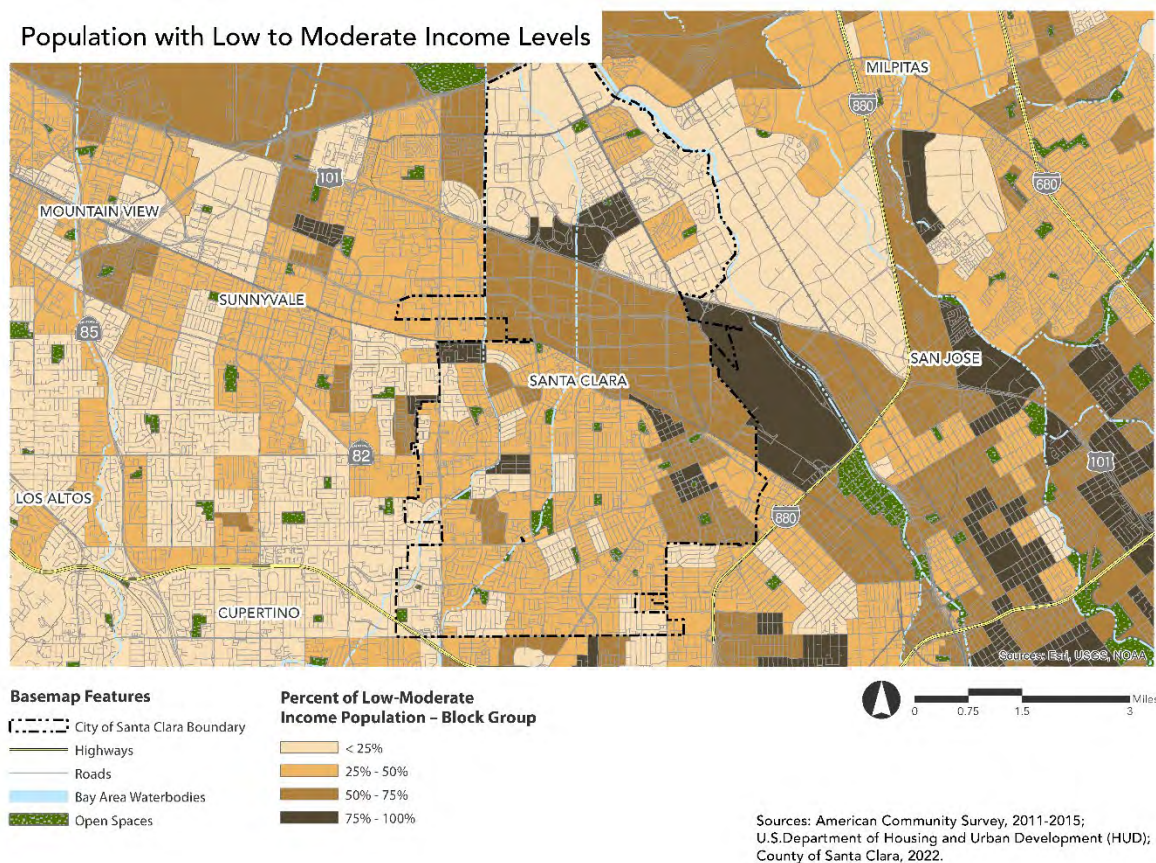 Population with Low to Moderate Income Levels
MILPITAS
880
680
101
MOUNTAIN VIEW
SUNNYVALE
85
SAN JOSE
SANTA CLARA
82
101
LOS ALTOS
880
CUPERTINO
Sources: Esri, USGS, NOAA
Basemap Features
City of Santa Clara Boundary
Highways
Roads
Bay Area Waterbodies
Open Spaces
Percent of Low-Moderate
Income Population – Block Group
< 25%
25% - 50%
50% - 75%
75% - 100%
Miles
0 0.75 1.5 3
Sources: American Community Survey, 2011-2015;
U.S.Department of Housing and Urban Development (HUD);
County of Santa Clara, 2022.